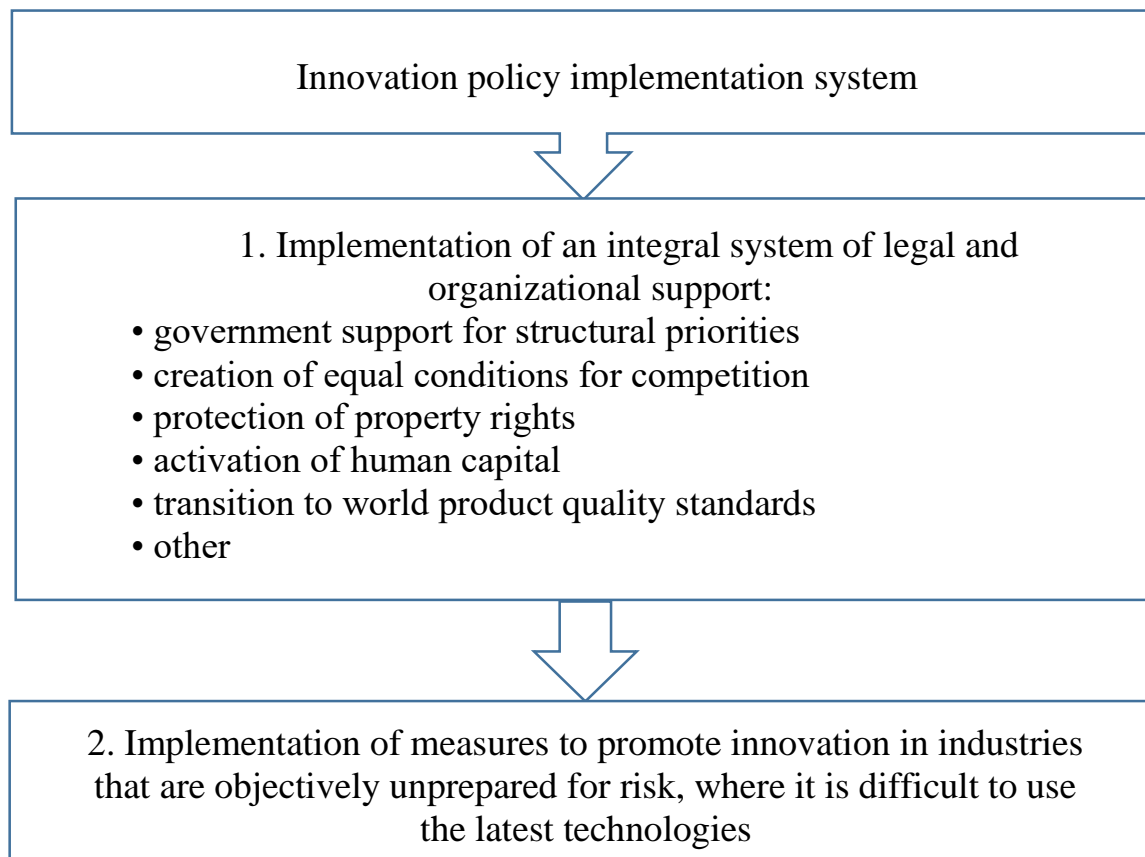 Innovation policy implementation system
1. Implementation of an integral system of legal and
organizational support:
• government support for structural priorities
• creation of equal conditions for competition
• protection of property rights
• activation of human capital
• transition to world product quality standards
• other
2. Implementation of measures to promote innovation in industries
that are objectively unprepared for risk, where it is difficult to use
the latest technologies